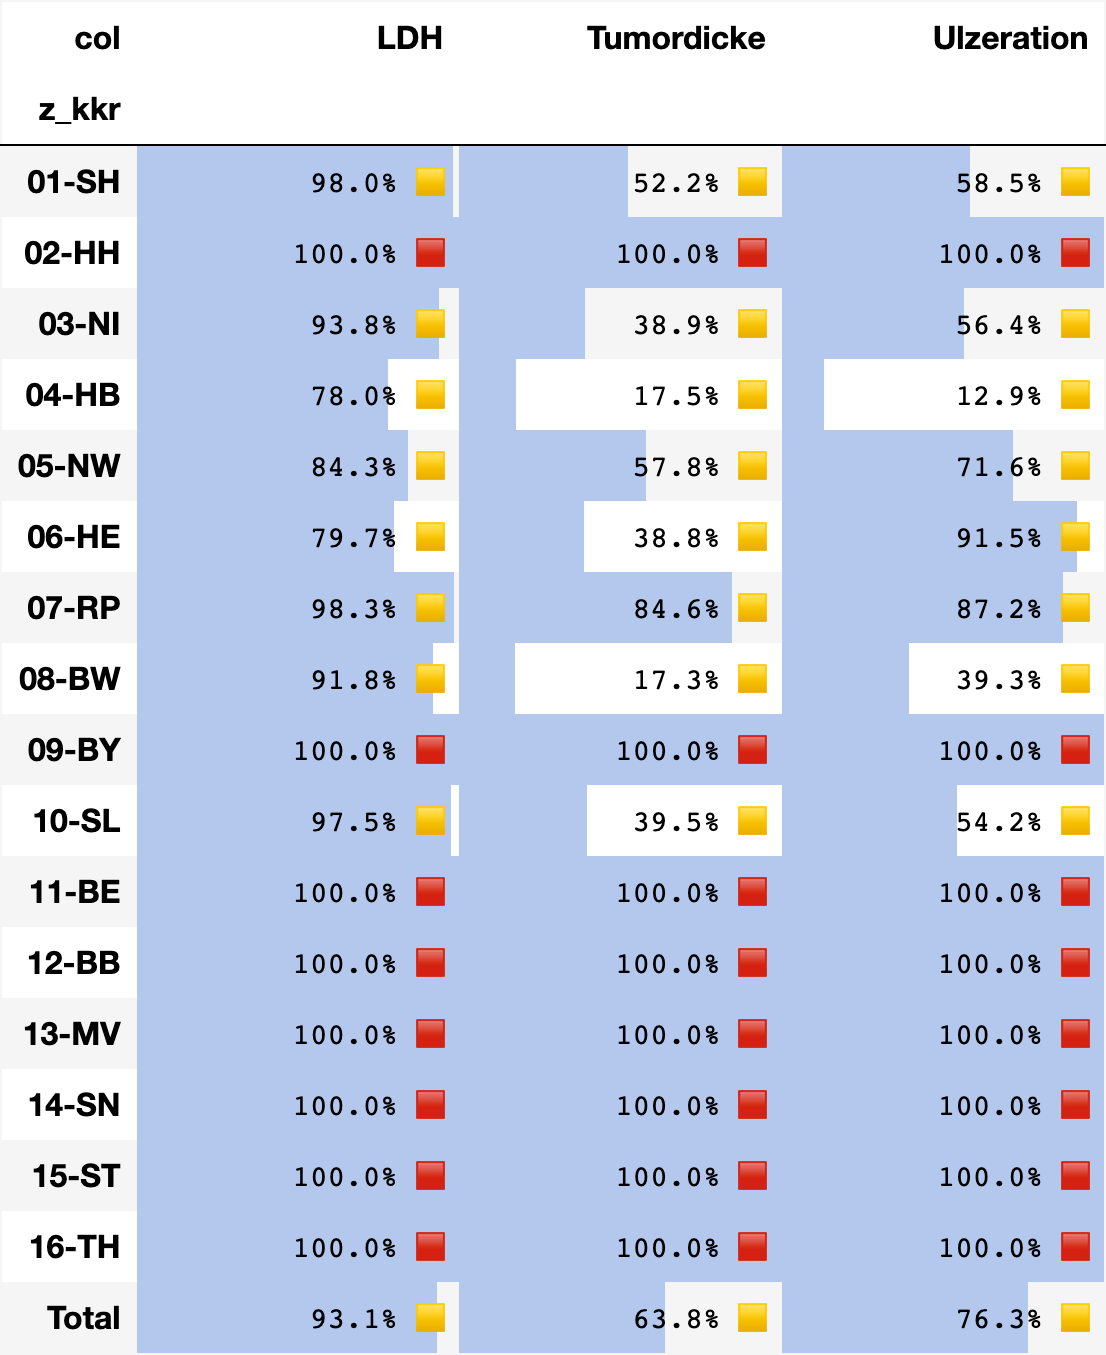 col LDH Tumordicke Ulzeration
z_kkr
01-SH 98.0% 52.2% 58.5%
02-HH 100.0% 100.0% 100.0%
03-NI 93.8% 38.9% 56.4%
04-HB 78.0% 17.5% 12.9%
05-NW 84.3% 57.8% 71.6%
06-HE 79.7% 38.8% 91.5%
07-RP 98.3% 84.6% 87.2%
08-BW 91.8% 17.3% 39.3%
09-BY 100.0% 100.0% 100.0%
10-SL 97.5% 39.5% 54.2%
11-BE 100.0% 100.0% 100.0%
12-BB 100.0% 100.0% 100.0%
13-MV 100.0% 100.0% 100.0%
14-SN 100.0% 100.0% 100.0%
15-ST 100.0% 100.0% 100.0%
16-TH 100.0% 100.0% 100.0%
Total 93.1% 63.8% 76.3%